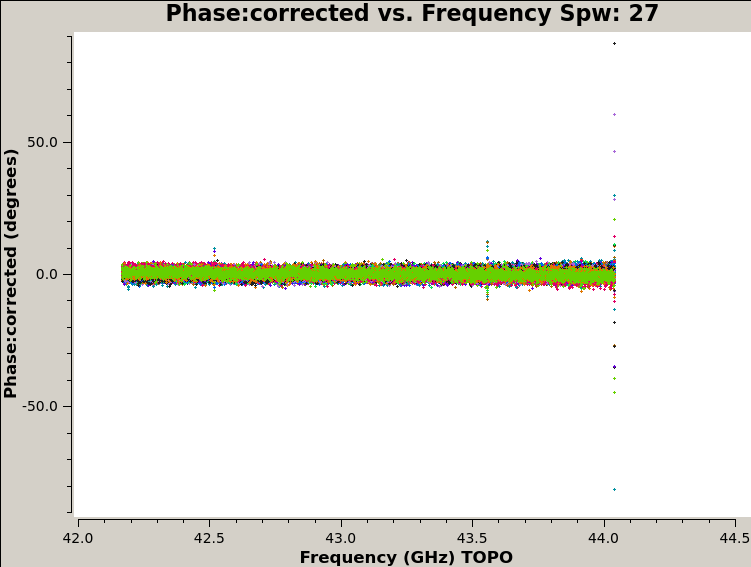 Phase:corrected vs. Frequency Spw: 27
Phase:corrected (degrees)
50.0
0.0
-50.0
42.0 42.5 43.0 43.5 44.0 44.5
Frequency (GHz) TOPO